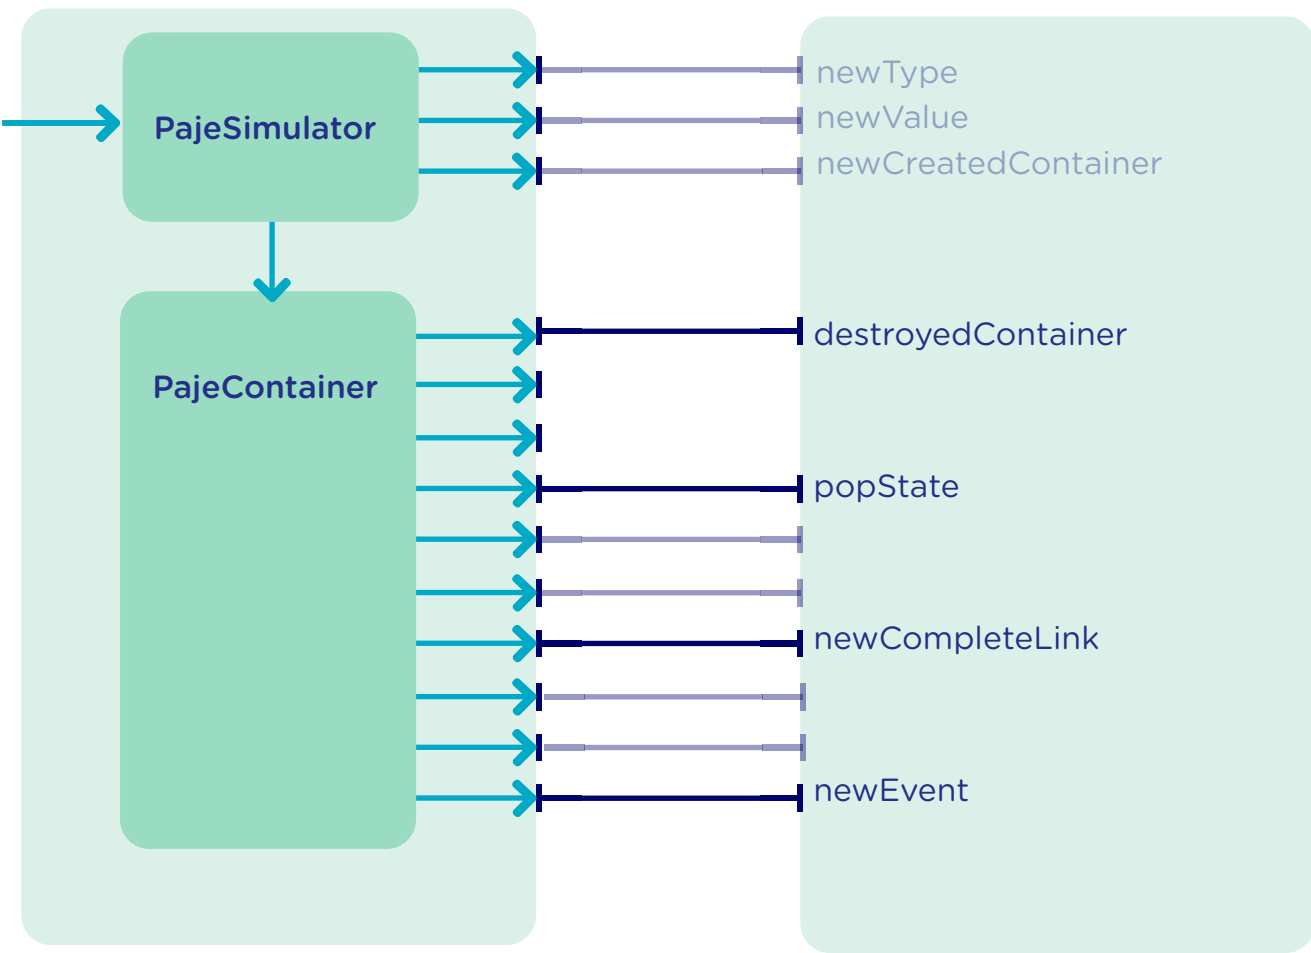 PajeSimulator
newType
newValue
newCreatedContainer
PajeContainer
destroyedContainer
popState
newCompleteLink
newEvent